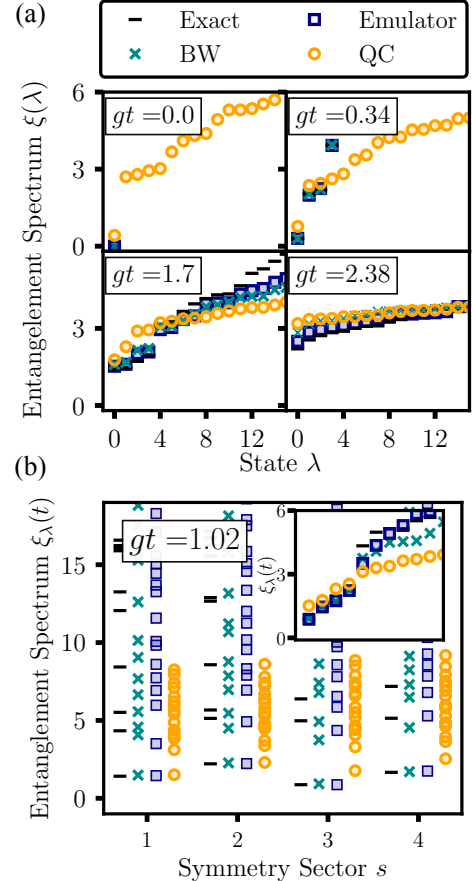 (a)
Exact
Emulator
BW
QC
Entangelement Spectrum ξ(λ)
6
3
0
gt =0.0
gt =0.34
3
0
gt =1.7
gt =2.38
0 4 8 12
0 4 8 12
State λ
(b)
Entanglement Spectrum ξλ(t)
15
10
5
0
gt =1.02
6
3
0
ξλ(t)
1 2 3 4
Symmetry Sector s